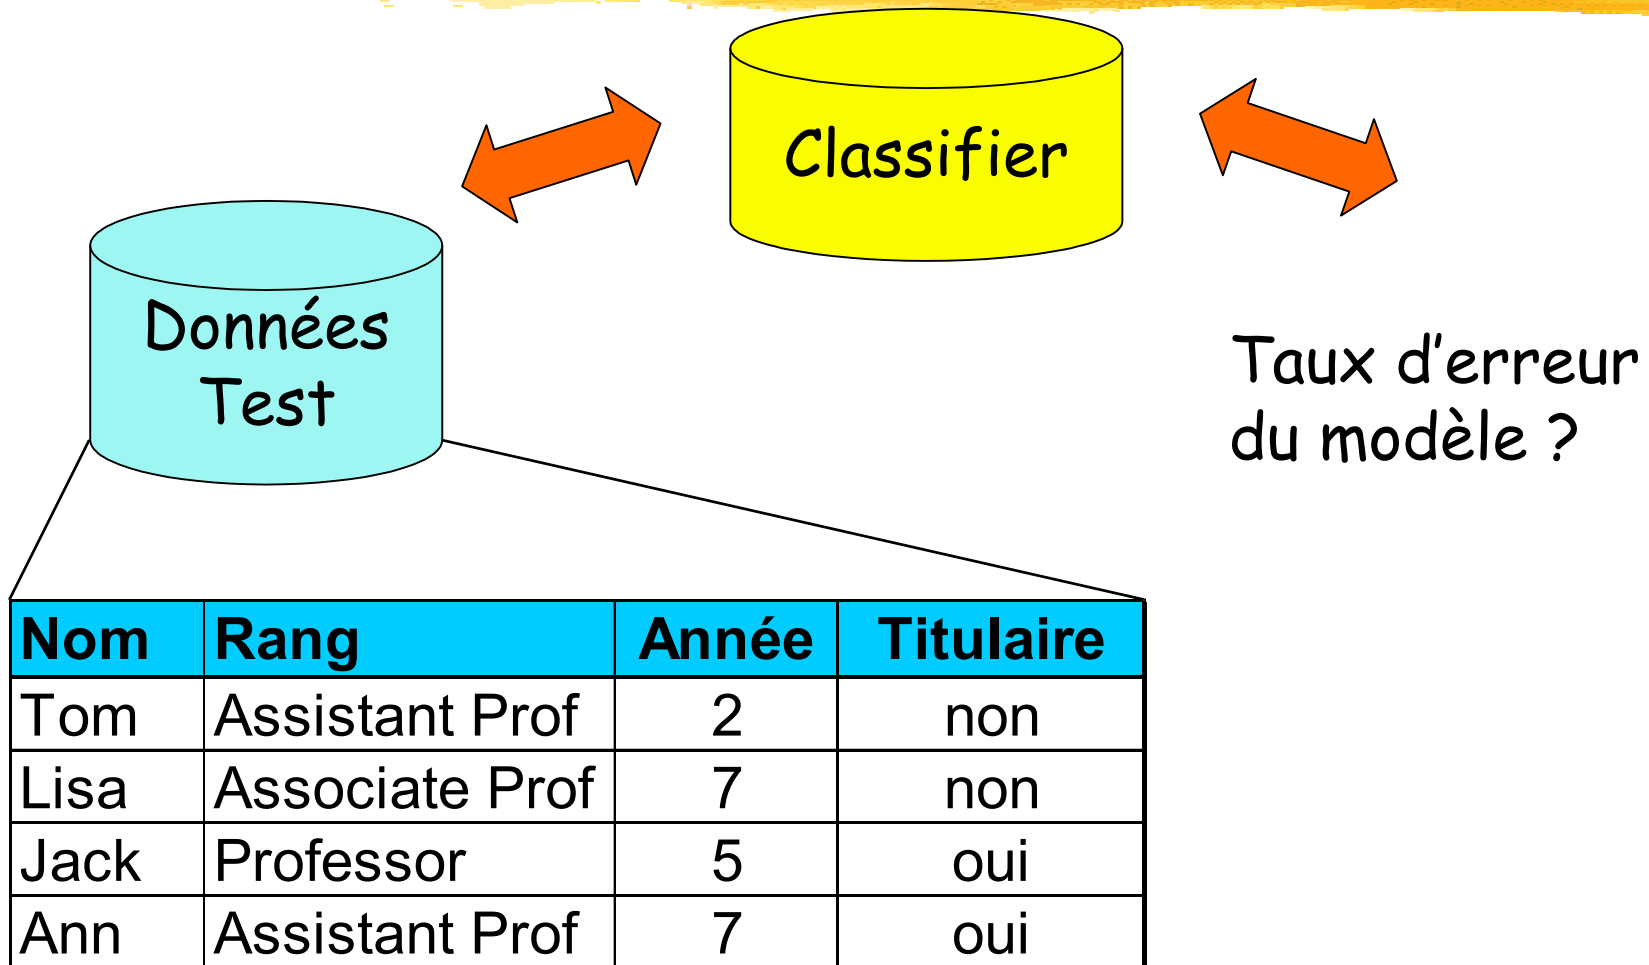 Classifier
Données
Test
Taux d'erreur
du modèle ?
Nom Rang Année Titulaire
Tom Assistant Prof 2 non
Lisa Associate Prof 7 non
Jack Professor 5 oui
Ann Assistant Prof 7 oui